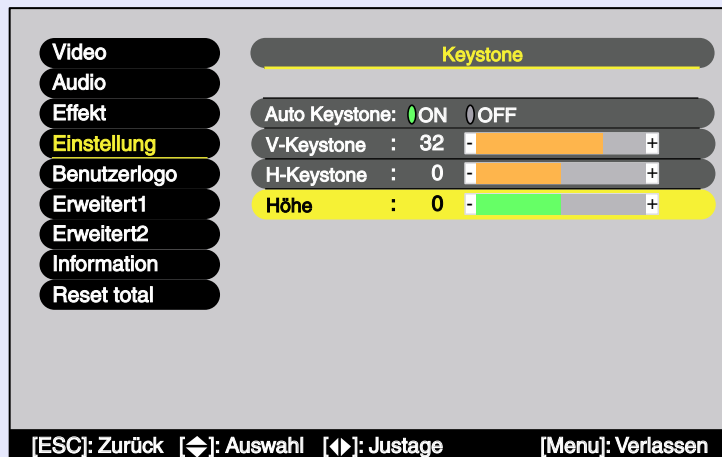 Video
Audio
Effekt
Einstellung
Benutzerlogo
Erweitert1
Erweitert2
Information
Reset total
Keystone
Auto Keystone: ON OFF
V-Keystone : 32 - +
H-Keystone : 0 - +
Höhe : 0 - +
[ESC]: Zurück []: Auswahl []: Justage [Menu]: Verlassen